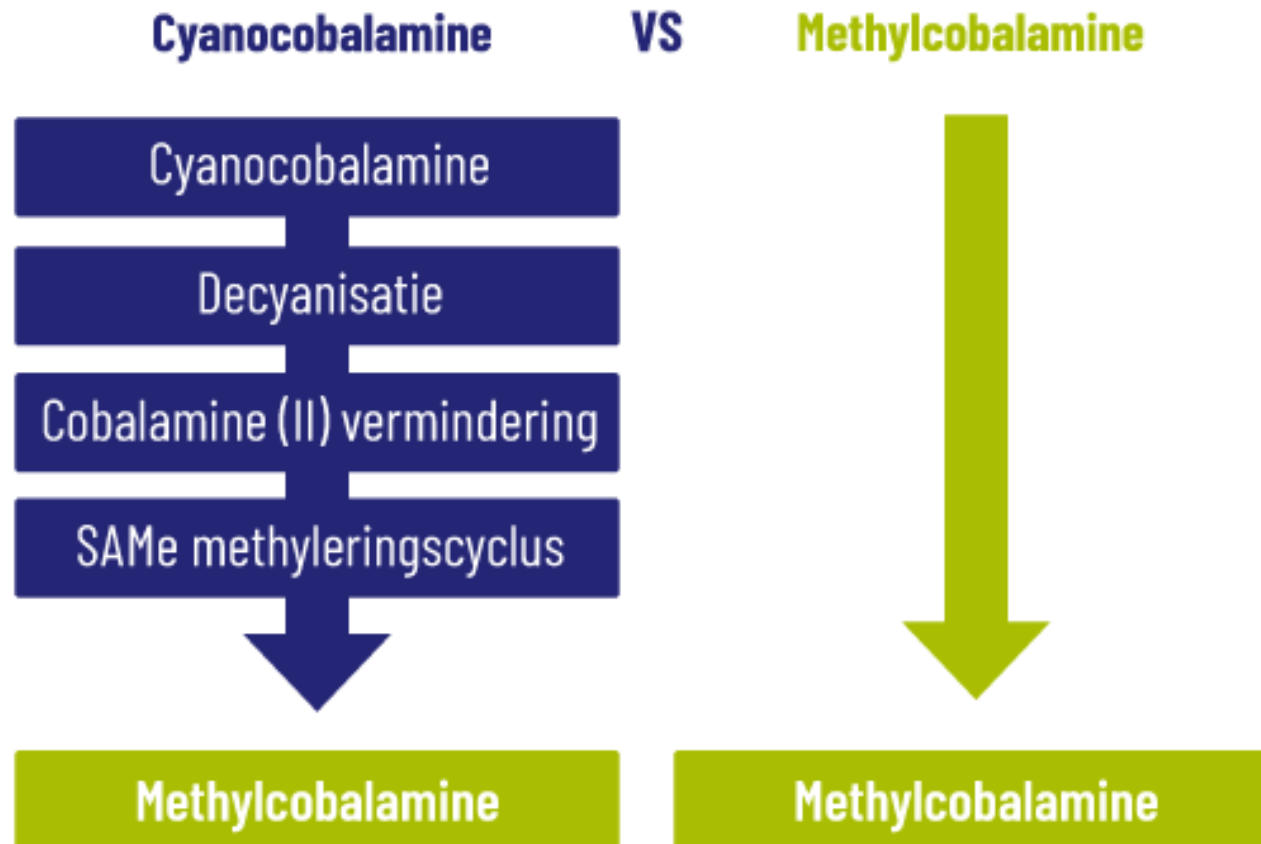 Cyanocobalamine VS Methylcobalamine
Cyanocobalamine
Decyanisatie
Cobalamine (II) vermindering
SAMe methyleringscyclus
Methylcobalamine
Methylcobalamine